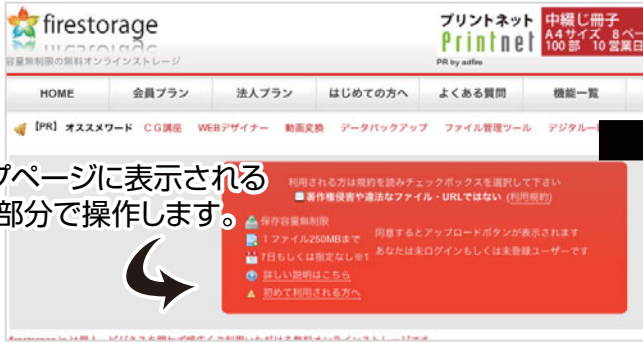 firestorage
容量無制限の無料オンラインストレージ
プリントネット
Printnet
PR by adfire
中綴じ冊子
A4サイズ 8ペー
100部 10営業日
HOME 会員プラン 法人プラン はじめての方へ よくある質問 機能一覧
【PR】 オススメワード CG講座 WEBデザイナー 動画変換 データバックアップ ファイル管理ツール デジタル一
プページに表示される
部分で操作します。
利用される方は規約を読みチェックボックスを選択して下さい
著作権侵害や違法なファイル・URLではない (利用規約)
保存容量無制限
1ファイル250MBまで
7日もしくは指定なし※1
詳しい説明はこちら
初めて利用される方へ
同意するとアップロードボタンが表示されます
あなたは未ログインもしくは未登録ユーザーです